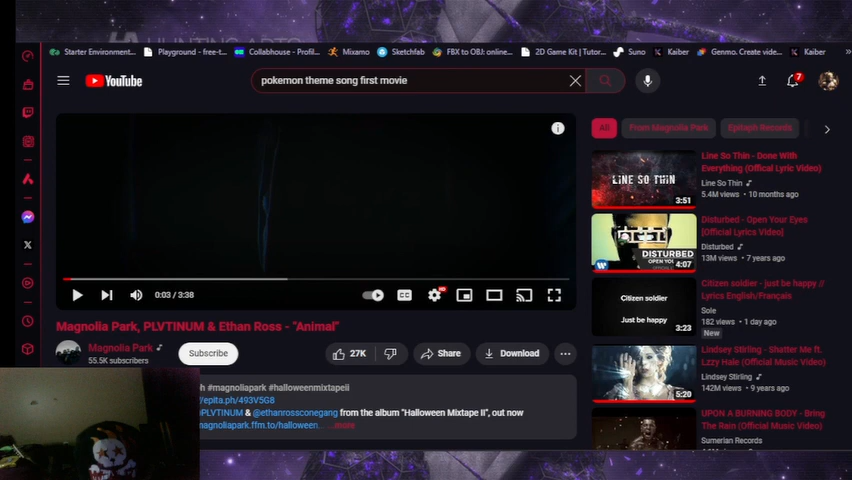 Starter Environment...
Playground - free-t...
Collabhouse - Profil...
Mixamo
Sketchfab
FBX to OBJ: online...
2D Game Kit | Tutor...
Suno
Kaiber
Genmo. Create vide...
Kaiber
YouTube
pokemon theme song first movie
7
0:03 / 3:38
CC
HD
Magnolia Park, PLVTINUM & Ethan Ross - "Animal"
Magnolia Park
55.5K subscribers
Subscribe
27K
Share
Download
#magnoliapark #halloweenmixtapeii
/epita.ph/493V5G8
PLVTINUM & @ethanrossconegang from the album "Halloween Mixtape II", out now
magnoliapark.ffm.to/halloween... ...more
All
From Magnolia Park
Epitaph Records
LINE SO THIN
3:51
Line So Thin - Done With
Everything (Offical Lyric Video)
Line So Thin
5.4M views • 10 months ago
DISTURBED
OPEN YOUR EYES
4:07
Disturbed - Open Your Eyes
[Official Lyrics Video]
Disturbed
13M views • 7 years ago
Citizen soldier
Just be happy
3:23
Citizen soldier - just be happy //
Lyrics English/Français
Sole
182 views • 1 day ago
New
5:20
Lindsey Stirling - Shatter Me ft.
Lzzy Hale (Official Music Video)
Lindsey Stirling
142M views • 9 years ago
UPON A BURNING BODY - Bring
The Rain (Official Music Video)
Sumerian Records